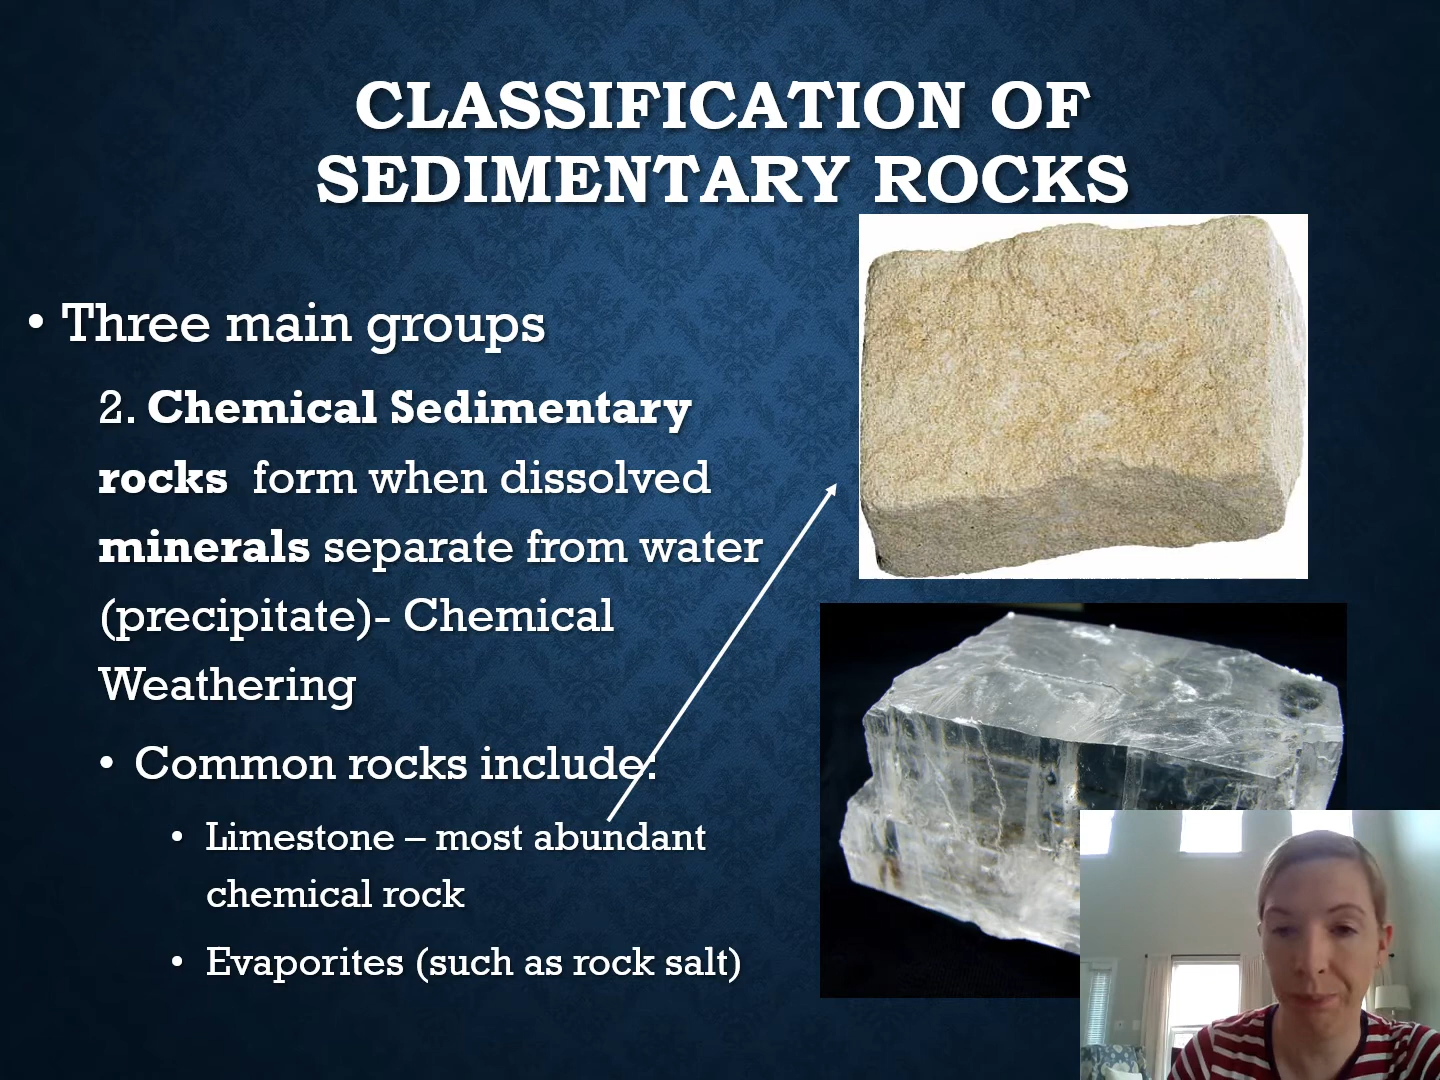 CLASSIFICATION OF
SEDIMENTARY ROCKS
• Three main groups
2. Chemical Sedimentary
rocks form when dissolved
minerals separate from water
(precipitate)- Chemical
Weathering
• Common rocks include:
• Limestone – most abundant
chemical rock
• Evaporites (such as rock salt)